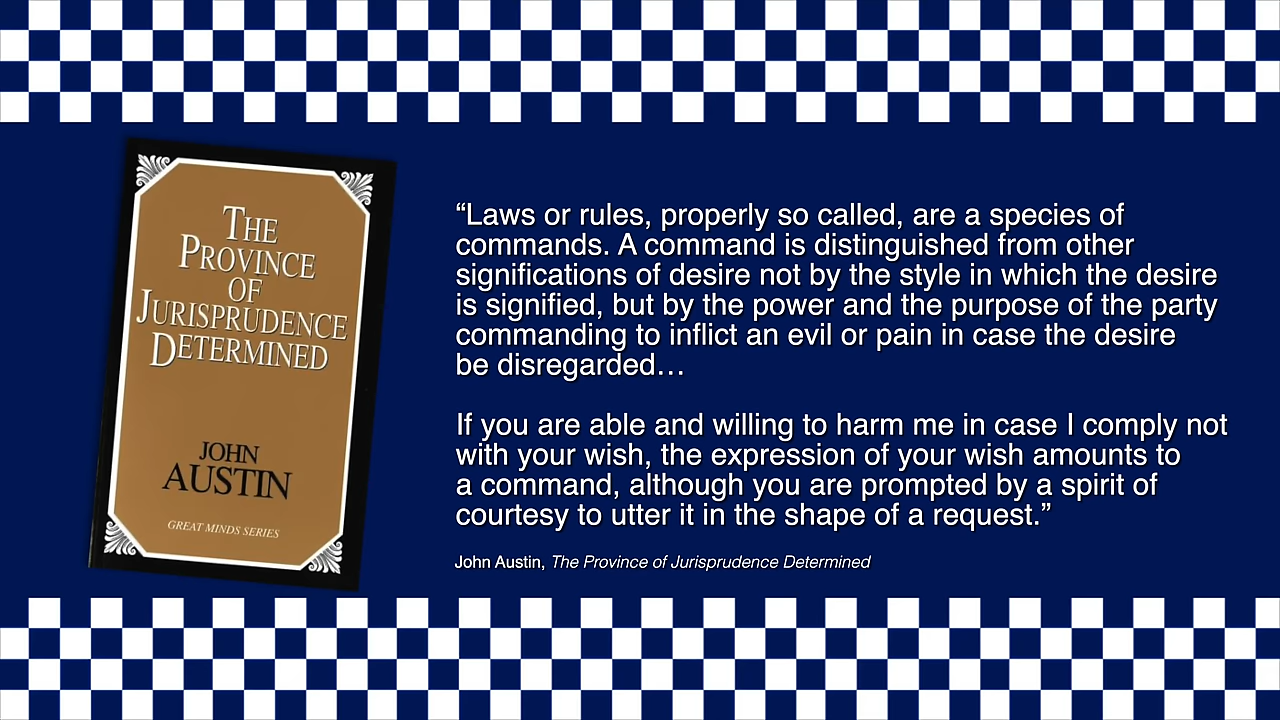 THE
PROVINCE
OF
JURISPRUDENCE
DETERMINED
JOHN
AUSTIN
GREAT MINDS SERIES
“Laws or rules, properly so called, are a species of
commands. A command is distinguished from other
significations of desire not by the style in which the desire
is signified, but by the power and the purpose of the party
commanding to inflict an evil or pain in case the desire
be disregarded…
If you are able and willing to harm me in case I comply not
with your wish, the expression of your wish amounts to
a command, although you are prompted by a spirit of
courtesy to utter it in the shape of a request.”
John Austin, The Province of Jurisprudence Determined